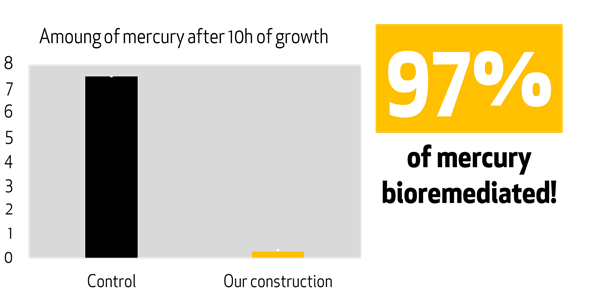 Amoung of mercury after 10h of growth
8
7
6
5
4
3
2
1
0
Control
Our construction
97%
of mercury
bioremediated!